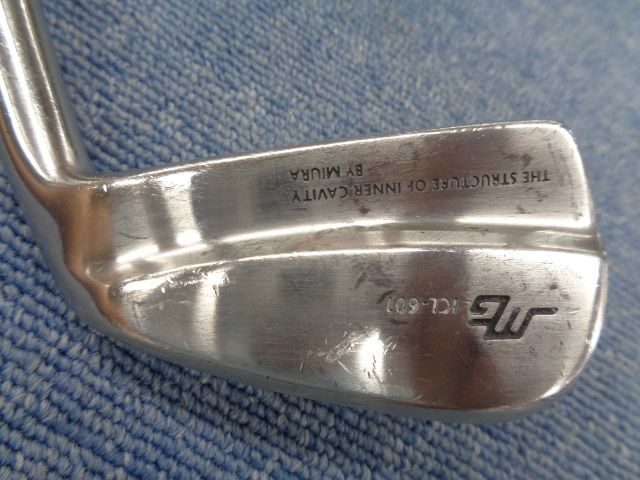 THE STRUCTURE OF INNER CAVITY
BY MIURA
MG
ICL-601